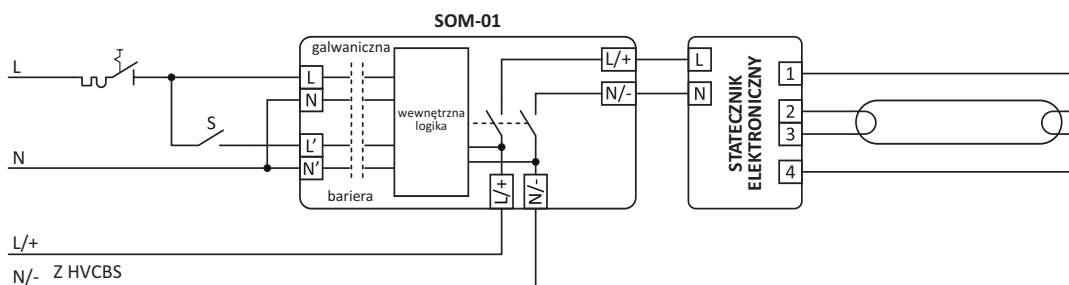 SOM-01
galwaniczna
L
L
N
L'
N'
S
N
bariera
wewnętrzna
logika
L/+
N/-
L/+
N/-
L
N
STATECZNIK
ELEKTRONICZNY
1
2
3
4
L/+
N/- Z HVCBS